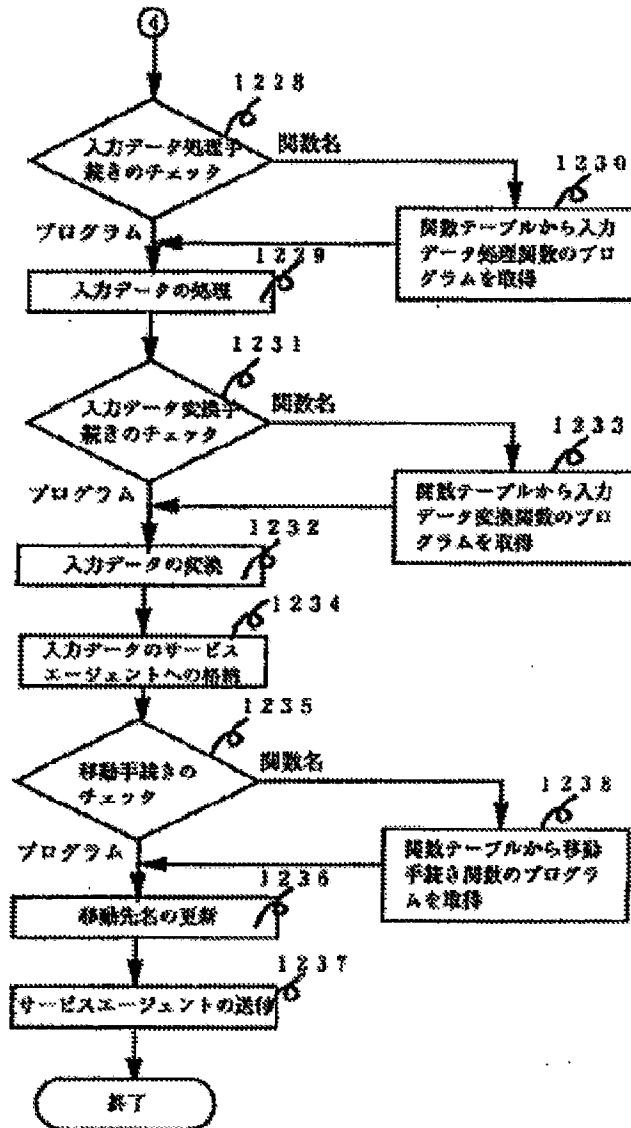 4
1228
入力データ処理手
続きのチェック
関数名
1230
関数テーブルから入力
データ処理関数のプロ
グラムを取得
プログラム
1229
入力データの処理
1231
入力データ変換手
続きのチェック
関数名
1233
関数テーブルから入力
データ変換関数のプロ
グラムを取得
プログラム
1232
入力データの変換
1234
入力データのサービス
エージェントへの格納
1235
移動手続きの
チェック
関数名
1238
関数テーブルから移動
手続き関数のプログラ
ムを取得
プログラム
1236
移動先名の更新
1237
サービスエージェントの送付
終了